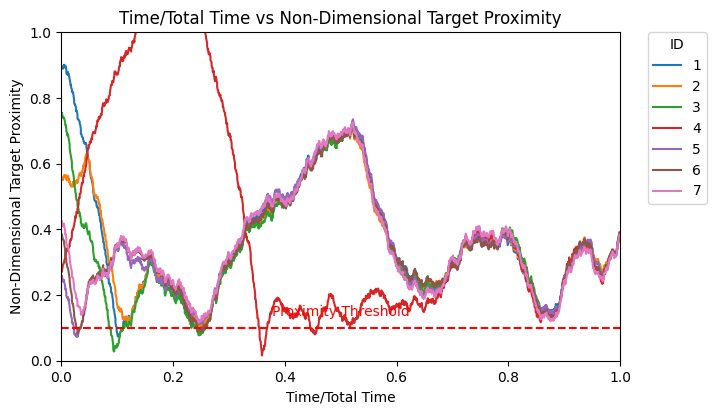 Time/Total Time vs Non-Dimensional Target Proximity
ID
1
2
3
4
5
6
7
Non-Dimensional Target Proximity
1.0
0.8
0.6
0.4
0.2
0.0
Proximity Threshold
0.0 0.2 0.4 0.6 0.8 1.0
Time/Total Time